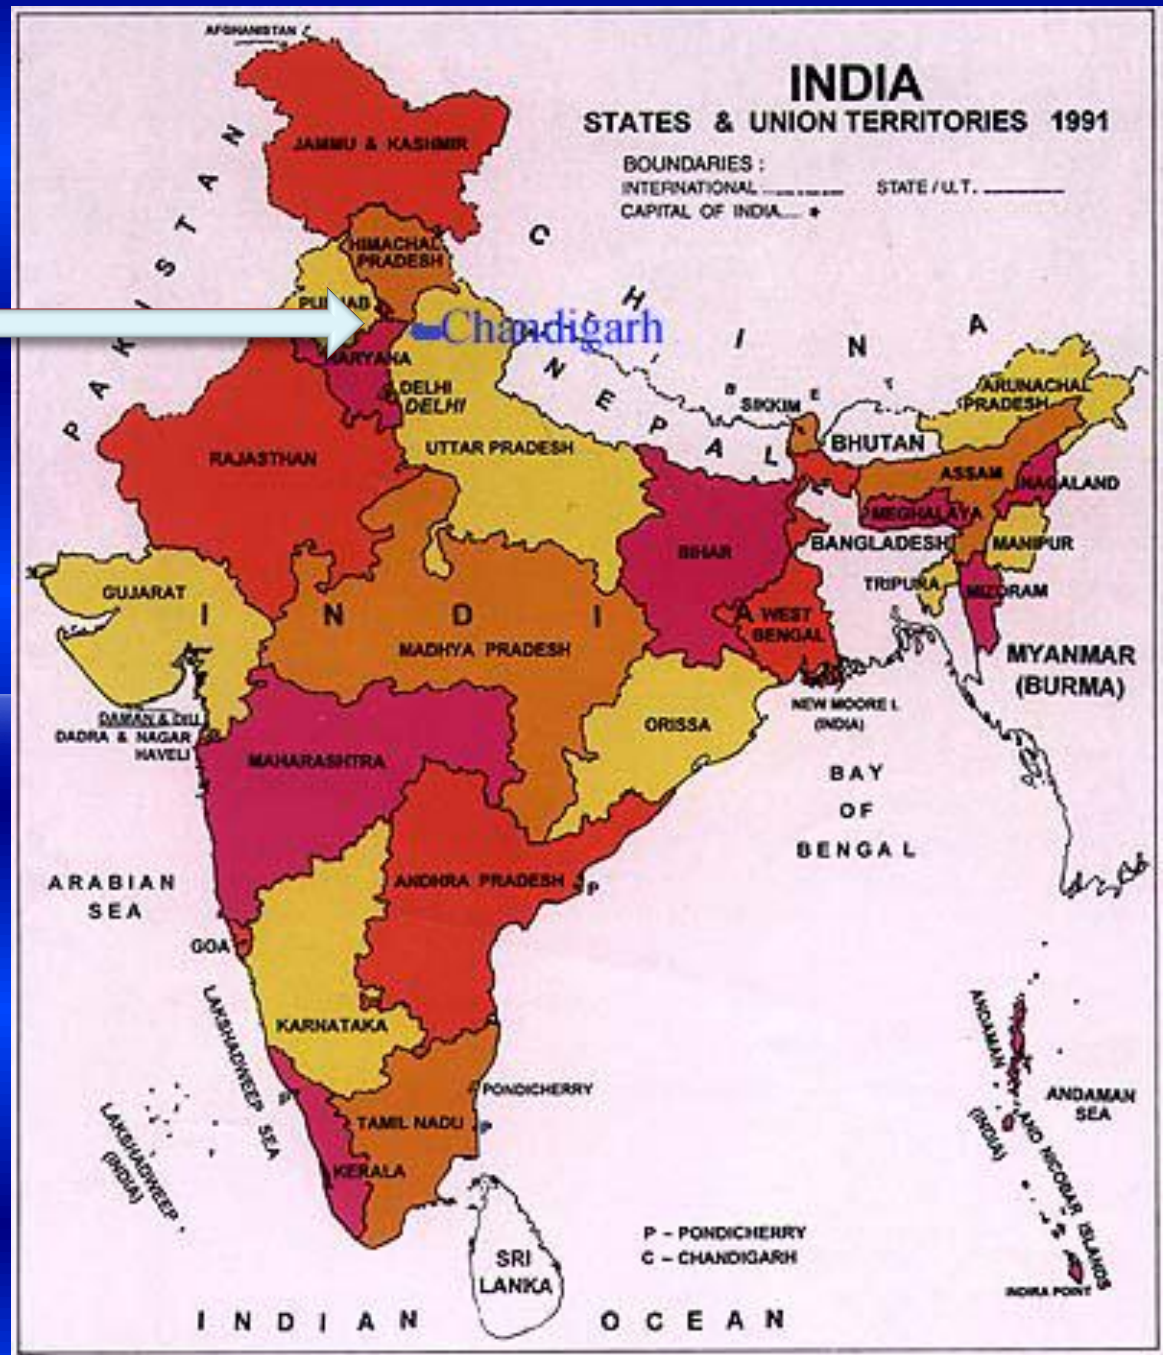 INDIA
STATES & UNION TERRITORIES 1991
BOUNDARIES :
INTERNATIONAL STATE / U.T.
CAPITAL OF INDIA
AFGHANISTAN
PAKISTAN
JAMMU & KASHMIR
CHINA
HIMACHAL
PRADESH
PUNJAB
Chandigarh
HARYANA
DELHI
DELHI
NEPAL
TIBET
SIKKIM
BHUTAN
ARUNACHAL
PRADESH
RAJASTHAN
UTTAR PRADESH
ASSAM
NAGALAND
MEGHALAYA
BIHAR
BANGLADESH
MANIPUR
GUJARAT
TRIPURA
MIZORAM
INDIA
WEST
BENGAL
MADHYA PRADESH
MYANMAR
(BURMA)
DAMAN & DIU
DADRA & NAGAR
HAVELI
NEW MOORE I.
(INDIA)
ORISSA
MAHARASHTRA
BAY
OF
BENGAL
ARABIAN
SEA
ANDHRA PRADESH
P
GOA
KARNATAKA
LAKSHADWEEP SEA
LAKSHADWEEP
(INDIA)
P
PONDICHERRY
TAMIL NADU
P
KERALA
ANDAMAN AND NICOBAR ISLANDS
(INDIA)
ANDAMAN
SEA
SRI
LANKA
P – PONDICHERRY
C – CHANDIGARH
INDIRA POINT
INDIAN OCEAN